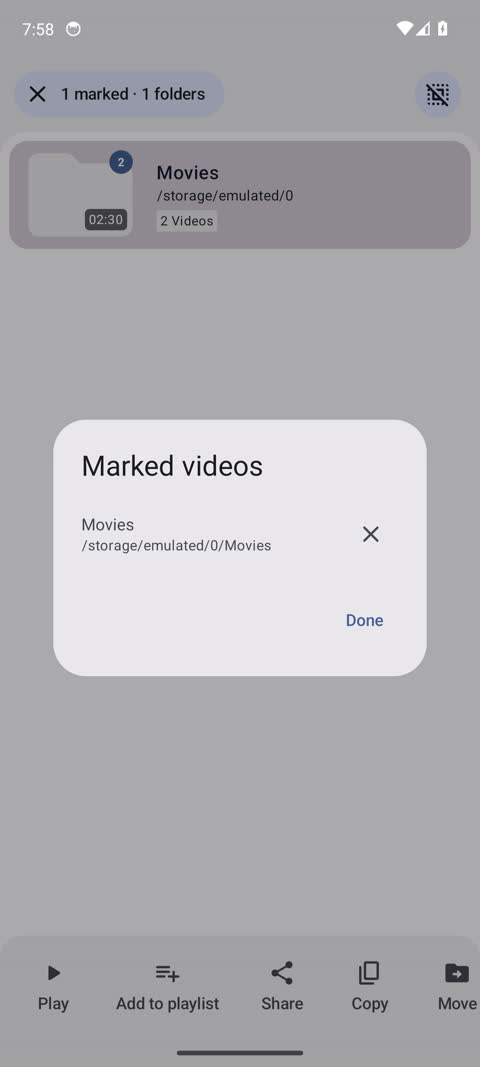 7:58
1 marked · 1 folders
2
02:30
Movies
/storage/emulated/0
2 Videos
Marked videos
Movies
/storage/emulated/0/Movies
Done
Play
Add to playlist
Share
Copy
Move